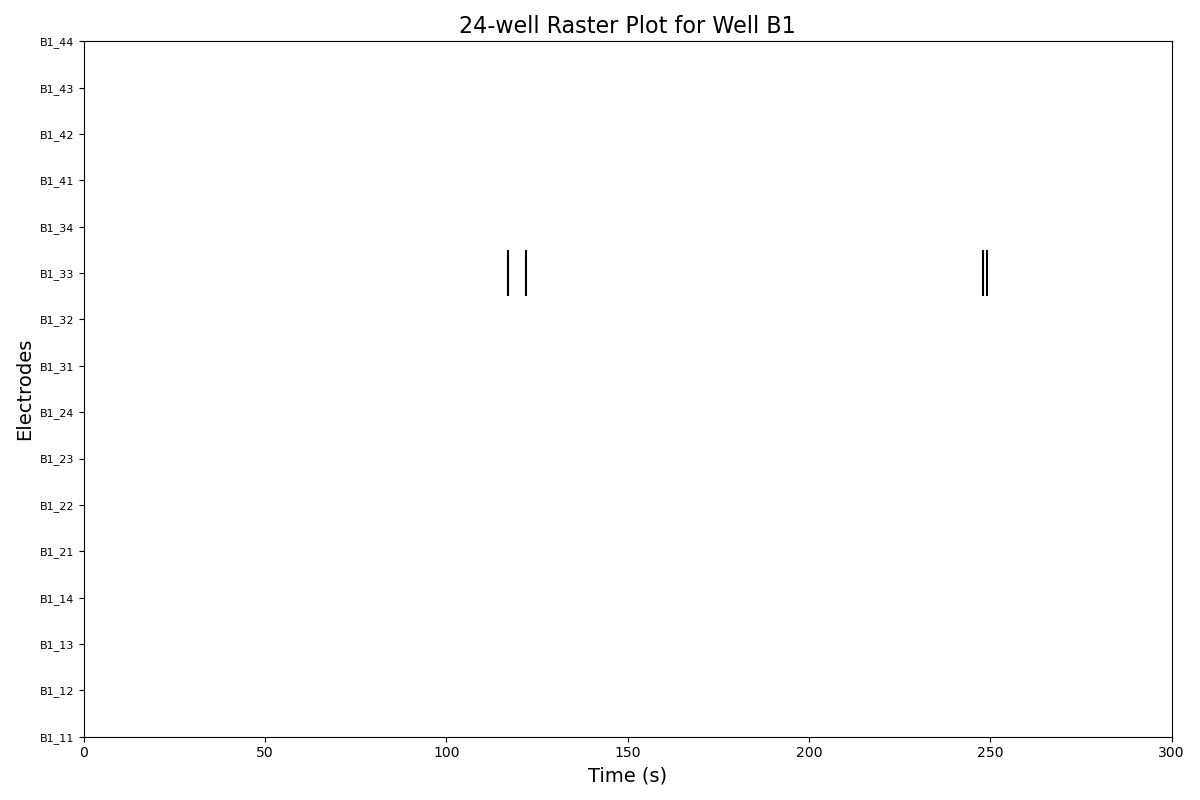 24-well Raster Plot for Well B1
B1_44
B1_43
B1_42
B1_41
B1_34
B1_33
B1_32
B1_31
B1_24
B1_23
B1_22
B1_21
B1_14
B1_13
B1_12
B1_11
Electrodes
0 50 100 150 200 250 300
Time (s)